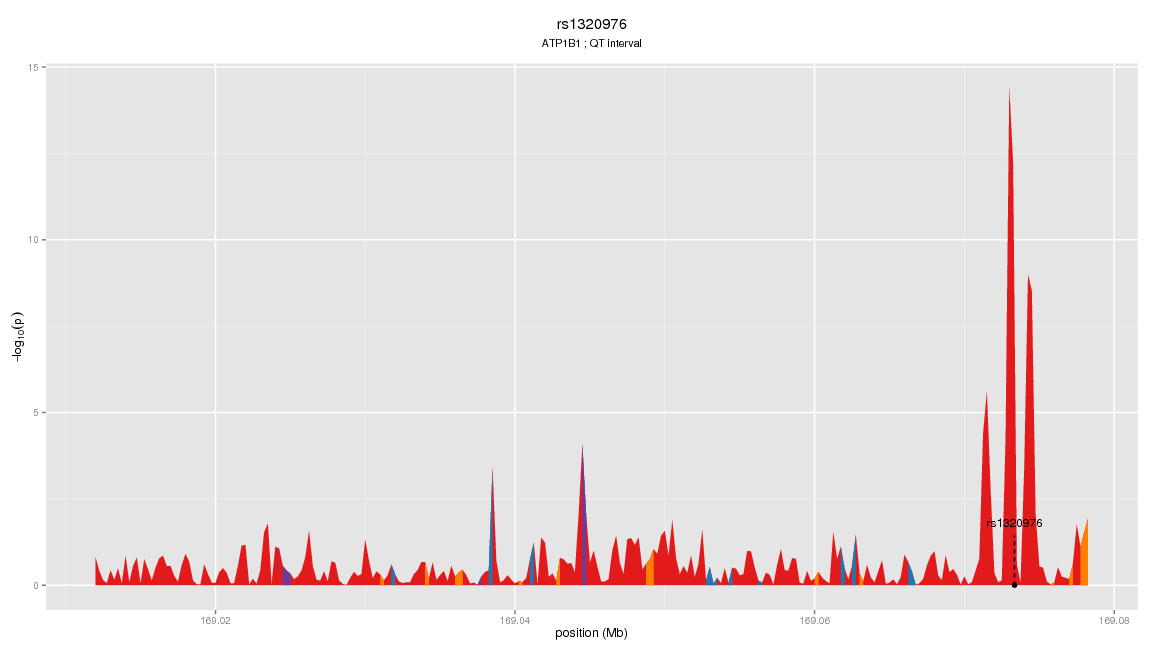 rs1320976
ATP1B1 ; QT interval
15
10
5
0
−log10(p)
rs1320976
169.02
169.04
169.06
169.08
position (Mb)